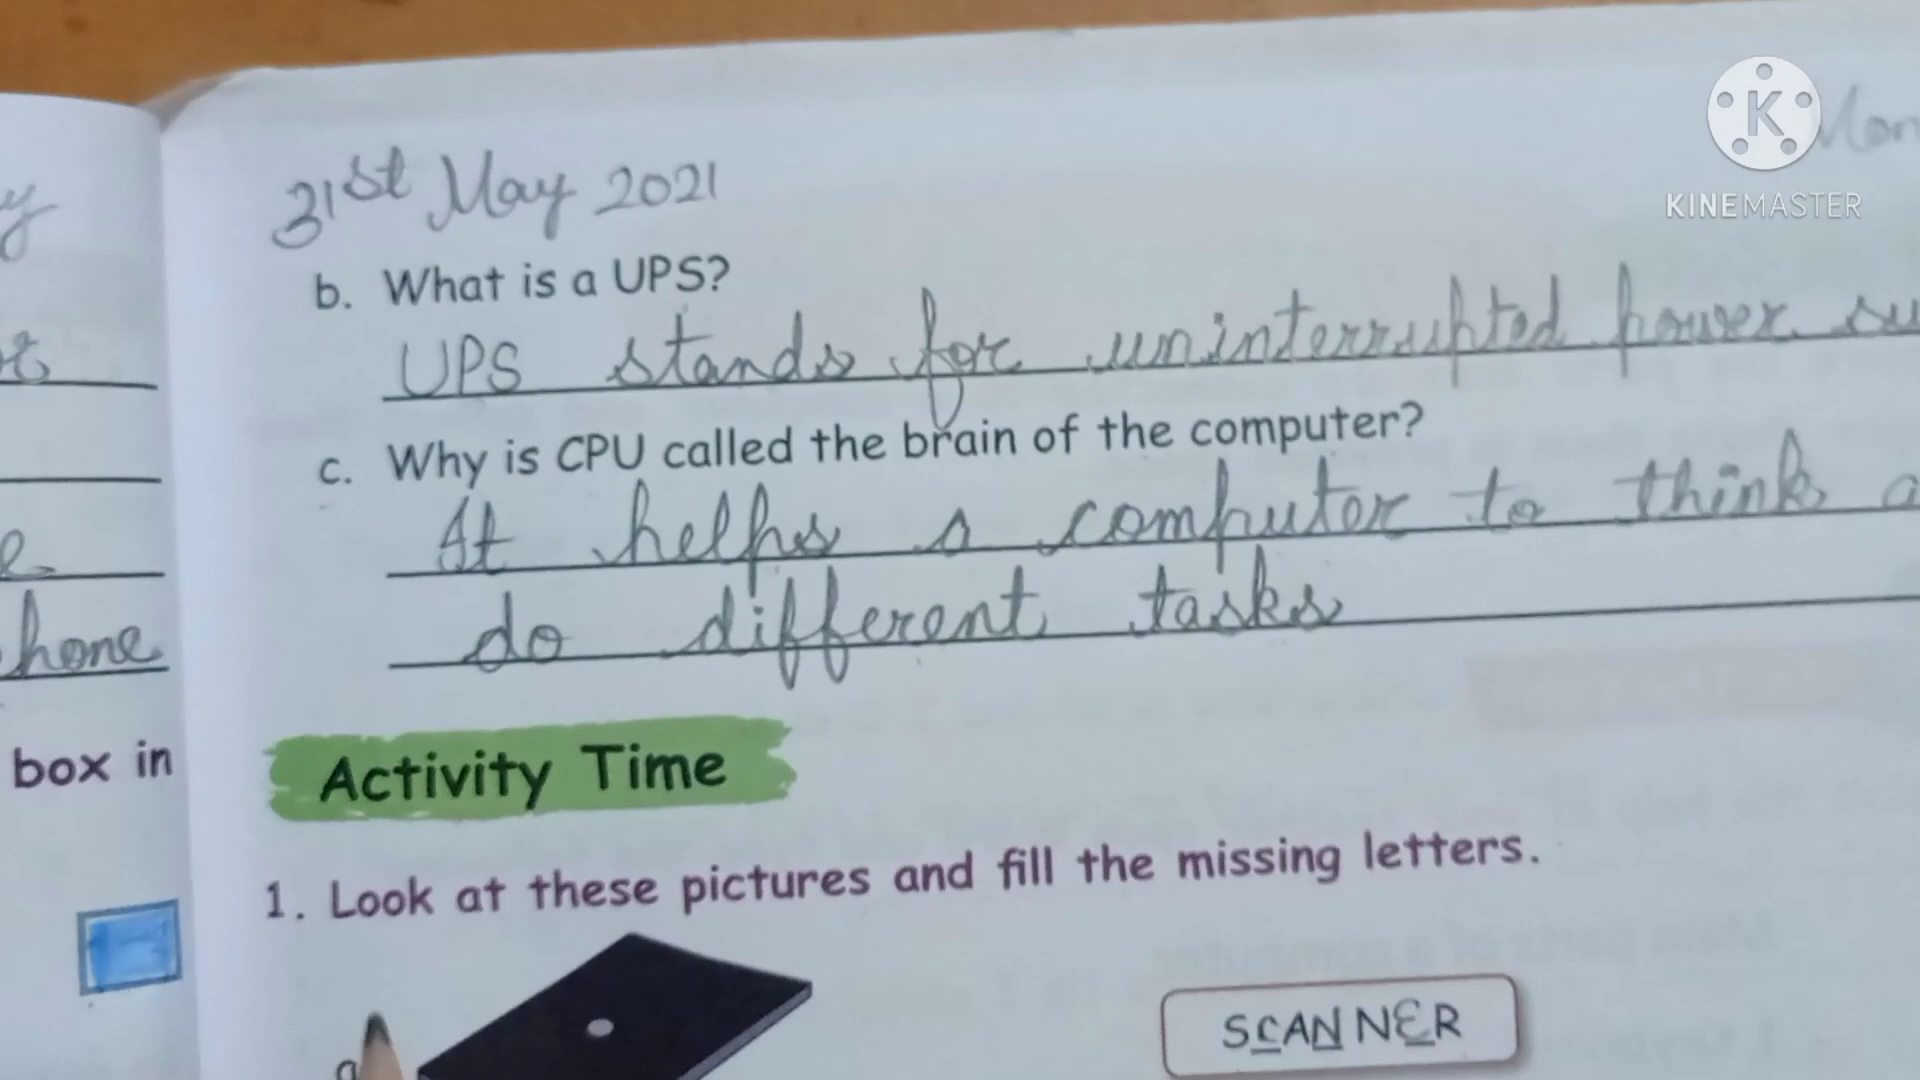 31st May 2021
KINEMASTER
b. What is a UPS?
UPS stands for uninterrupted power su
c. Why is CPU called the brain of the computer?
It helps a computer to think a
do different tasks
hone
box in
Activity Time
1. Look at these pictures and fill the missing letters.
SCANNER